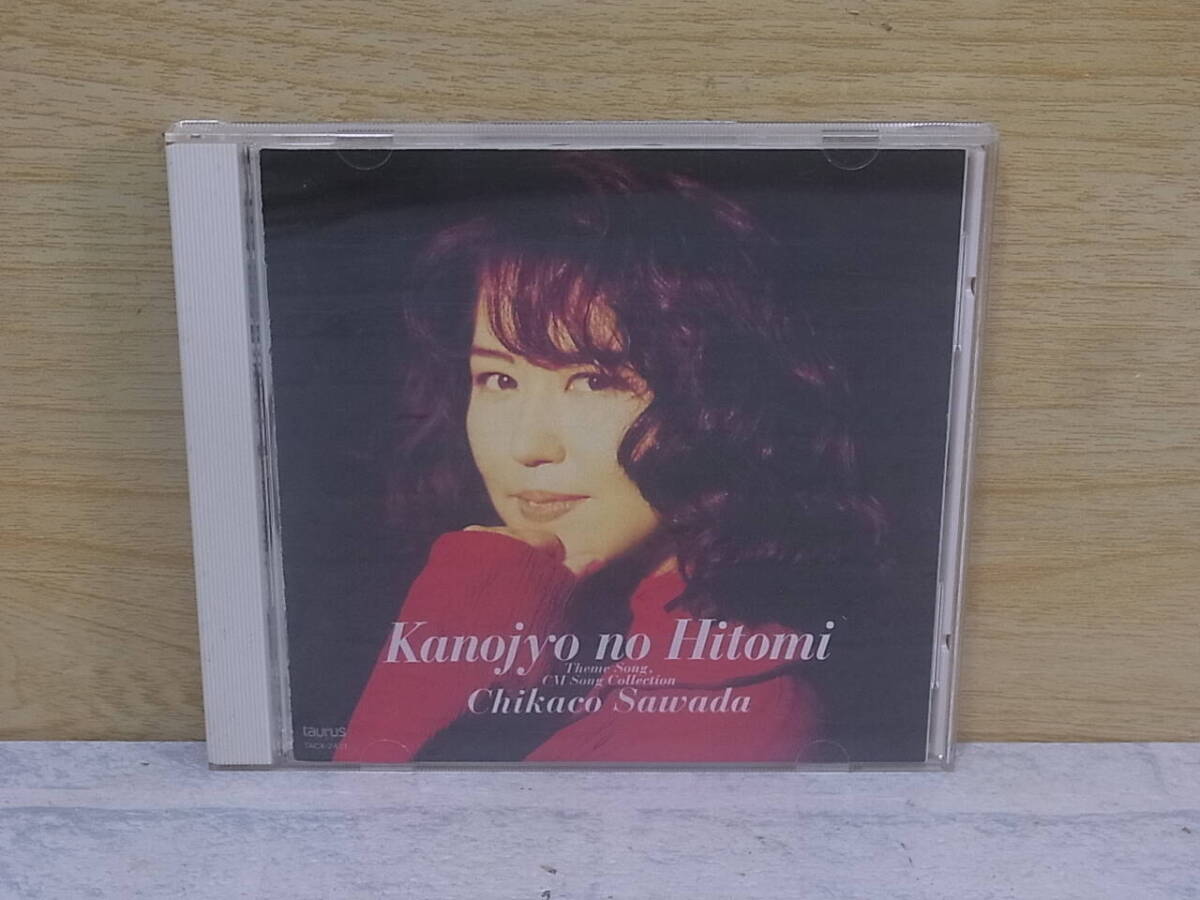 Kanojyo no Hitomi
Theme Song,
CM Song Collection
Chikaco Sawada
taurus